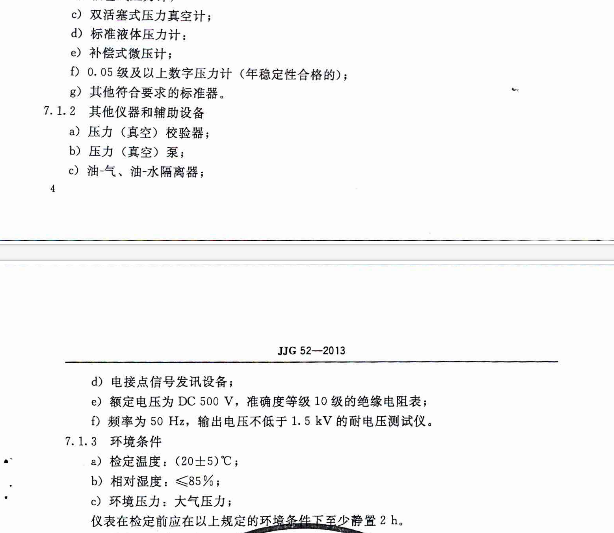 c）双活塞式压力真空计；
d）标准液体压力计；
e）补偿式微压计；
f）0.05 级及以上数字压力计（年稳定性合格的）；
g）其他符合要求的标准器。
7.1.2 其他仪器和辅助设备
a）压力（真空）校验器；
b）压力（真空）泵；
c）油-气、油-水隔离器；
4
JJG 52—2013
d）电接点信号发讯设备；
e）额定电压为 DC 500 V，准确度等级 10 级的绝缘电阻表；
f）频率为 50 Hz，输出电压不低于 1.5 kV 的耐电压测试仪。
7.1.3 环境条件
a）检定温度：（20±5）℃；
b）相对湿度：≤85％；
c）环境压力：大气压力；
仪表在检定前应在以上规定的环境条件下至少静置 2 h。